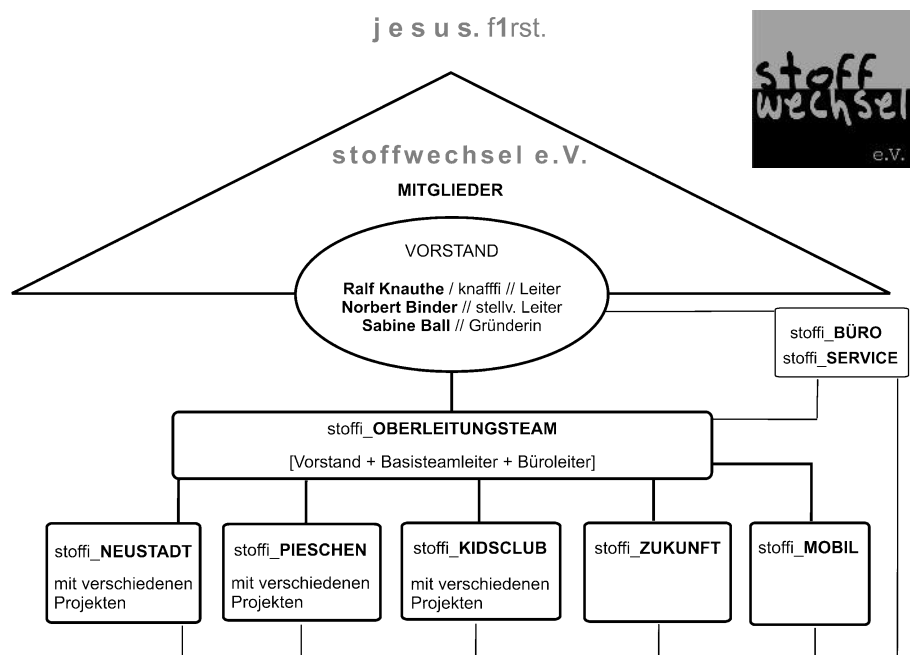 jesus. f1rst.
stoff
wechsel
e.V.
stoffwechsel e.V.
MITGLIEDER
VORSTAND
Ralf Knauthe / knafffi // Leiter
Norbert Binder // stellv. Leiter
Sabine Ball // Gründerin
stoffi_BÜRO
stoffi_SERVICE
stoffi_OBERLEITUNGSTEAM
[Vorstand + Basisteamleiter + Büroleiter]
stoffi_NEUSTADT
mit verschiedenen
Projekten
stoffi_PIESCHEN
mit verschiedenen
Projekten
stoffi_KIDSCLUB
mit verschiedenen
Projekten
stoffi_ZUKUNFT
stoffi_MOBIL